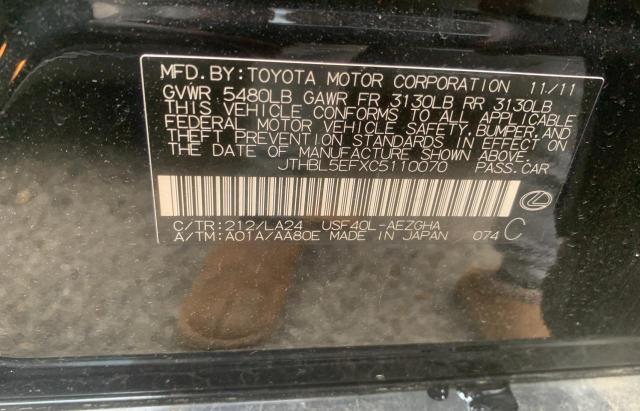 MFD.BY:TOYOTA MOTOR CORPORATION 11/11
GVWR 5480LB GAWR FR 3130LB RR 3130LB
THIS VEHICLE CONFORMS TO ALL APPLICABLE
FEDERAL MOTOR VEHICLE SAFETY,BUMPER,AND
THEFT PREVENTION STANDARDS IN EFFECT ON
THE DATE OF MANUFACTURE SHOWN ABOVE.
JTHBL5EFXC5110070 PASS.CAR
C/TR:212/LA24 USF40L-AEZGHA
A/TM:A01A/AA80E MADE IN JAPAN 074 C